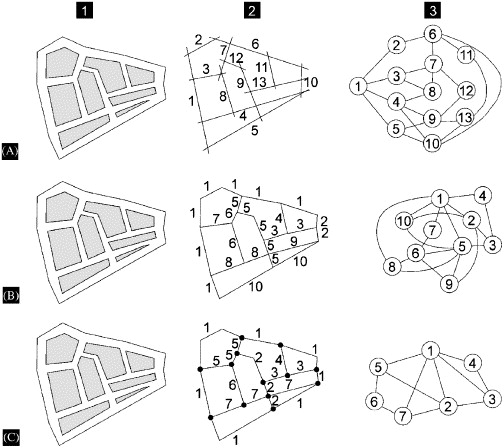 1 2 3
2 7 6
12
3 9 11
13 10
1 8
4
5
6
2 11
7
3
1 8 12
4
9 13
5
10
(A)
1 1
5 5 1
7 6 5 3 4 3 2
2
1 6 5 9
8 8 5
1 10
4
1
10 2
7
3
6 5
8
9
(B)
1 1
5 2 1
5 5 4 3
3 1
6 2 7
1 7 7 2 2
1 1
1
5 4
3
6 2
7
(C)